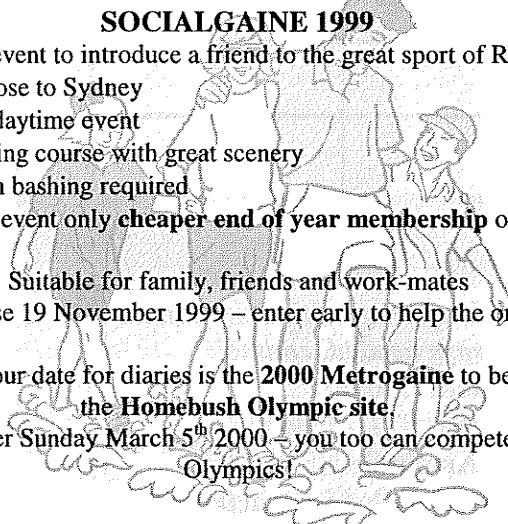 SOCIALGAINE 1999
event to introduce a friend to the great sport of R
ose to Sydney
daytime event
ing course with great scenery
bashing required
event only cheaper end of year membership o
Suitable for family, friends and work-mates
se 19 November 1999 – enter early to help the or
our date for diaries is the 2000 Metrogaine to be
the Homebush Olympic site.
er Sunday March 5th 2000 – you too can compete
Olympics!